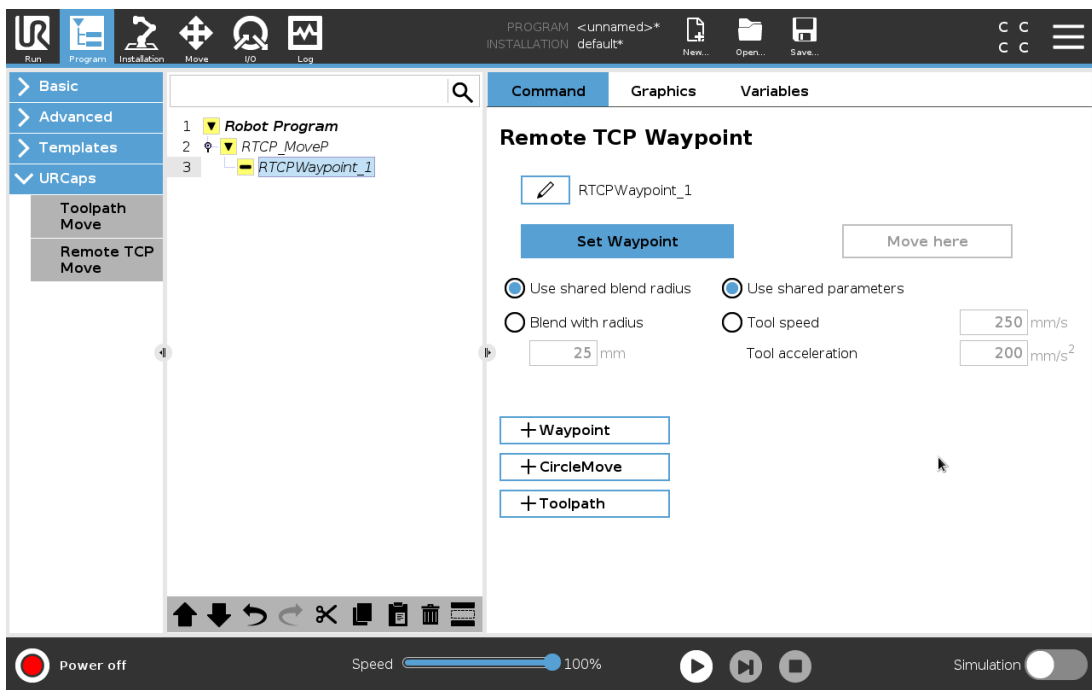 UR
PROGRAM <unnamed>*
INSTALLATION default*
C C
C C
Run Program Installation Move I/O Log New... Open... Save...
Basic
Advanced
Templates
URCaps
Toolpath
Move
Remote TCP
Move
1 Robot Program
2 RTCP_MoveP
3 RTCPWaypoint_1
Command Graphics Variables
Remote TCP Waypoint
RTCPWaypoint_1
Set Waypoint Move here
Use shared blend radius Use shared parameters
Blend with radius Tool speed 250 mm/s
25 mm Tool acceleration 200 mm/s²
+ Waypoint
+ CircleMove
+ Toolpath
Power off Speed 100% Simulation